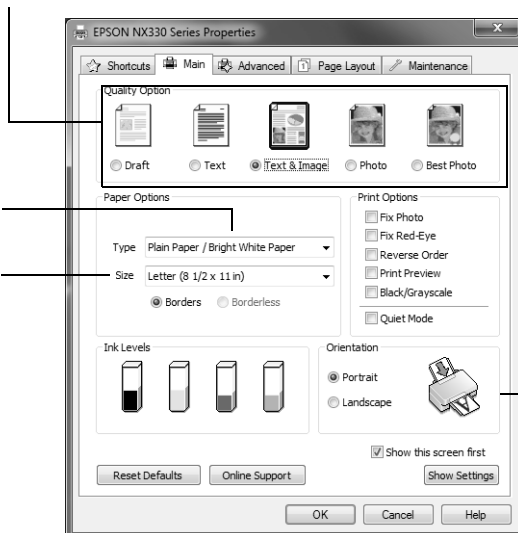 EPSON NX330 Series Properties
Shortcuts Main Advanced Page Layout Maintenance
Quality Option
Draft Text Text & Image Photo Best Photo
Paper Options
Type Plain Paper / Bright White Paper
Size Letter (8 1/2 x 11 in)
Borders Borderless
Print Options
Fix Photo
Fix Red-Eye
Reverse Order
Print Preview
Black/Grayscale
Quiet Mode
Ink Levels
Orientation
Portrait
Landscape
Show this screen first
Reset Defaults Online Support Show Settings
OK Cancel Help